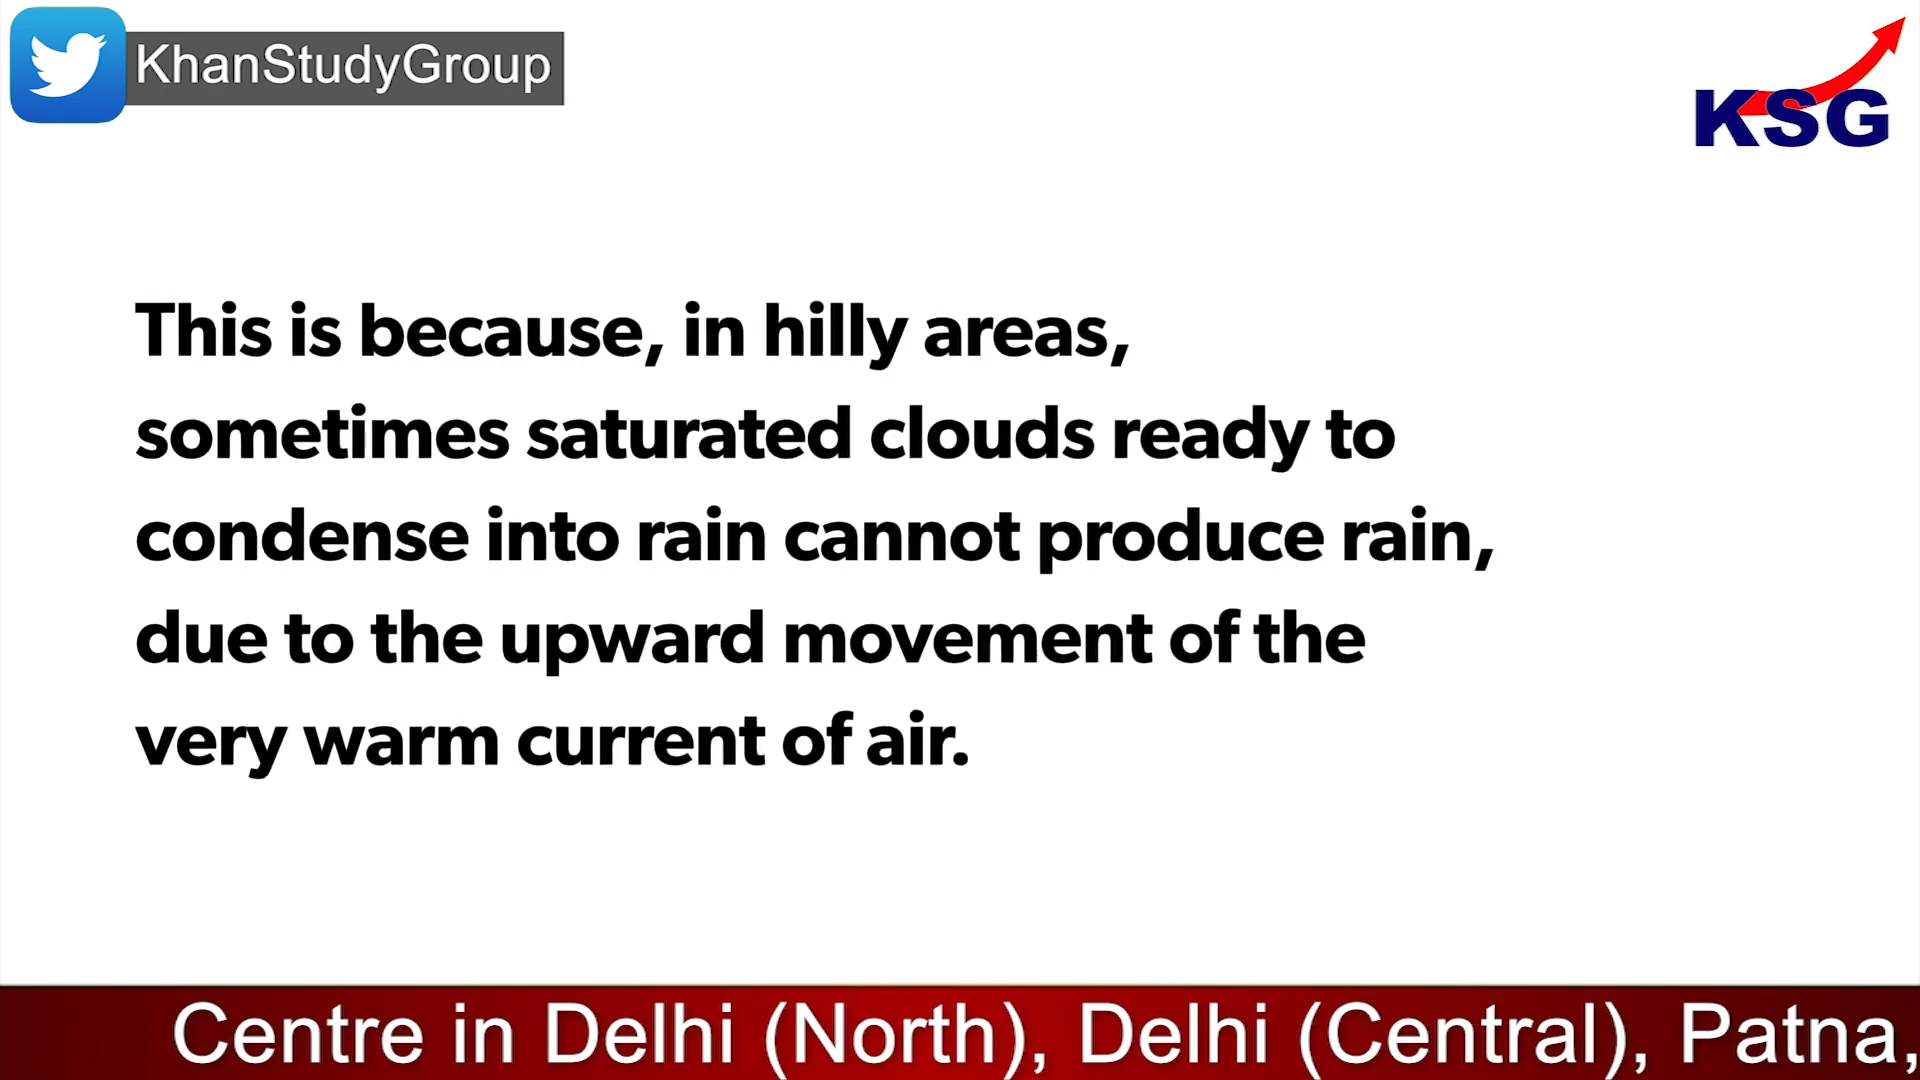 KhanStudyGroup
KSG
This is because, in hilly areas,
sometimes saturated clouds ready to
condense into rain cannot produce rain,
due to the upward movement of the
very warm current of air.
Centre in Delhi (North), Delhi (Central), Patna,